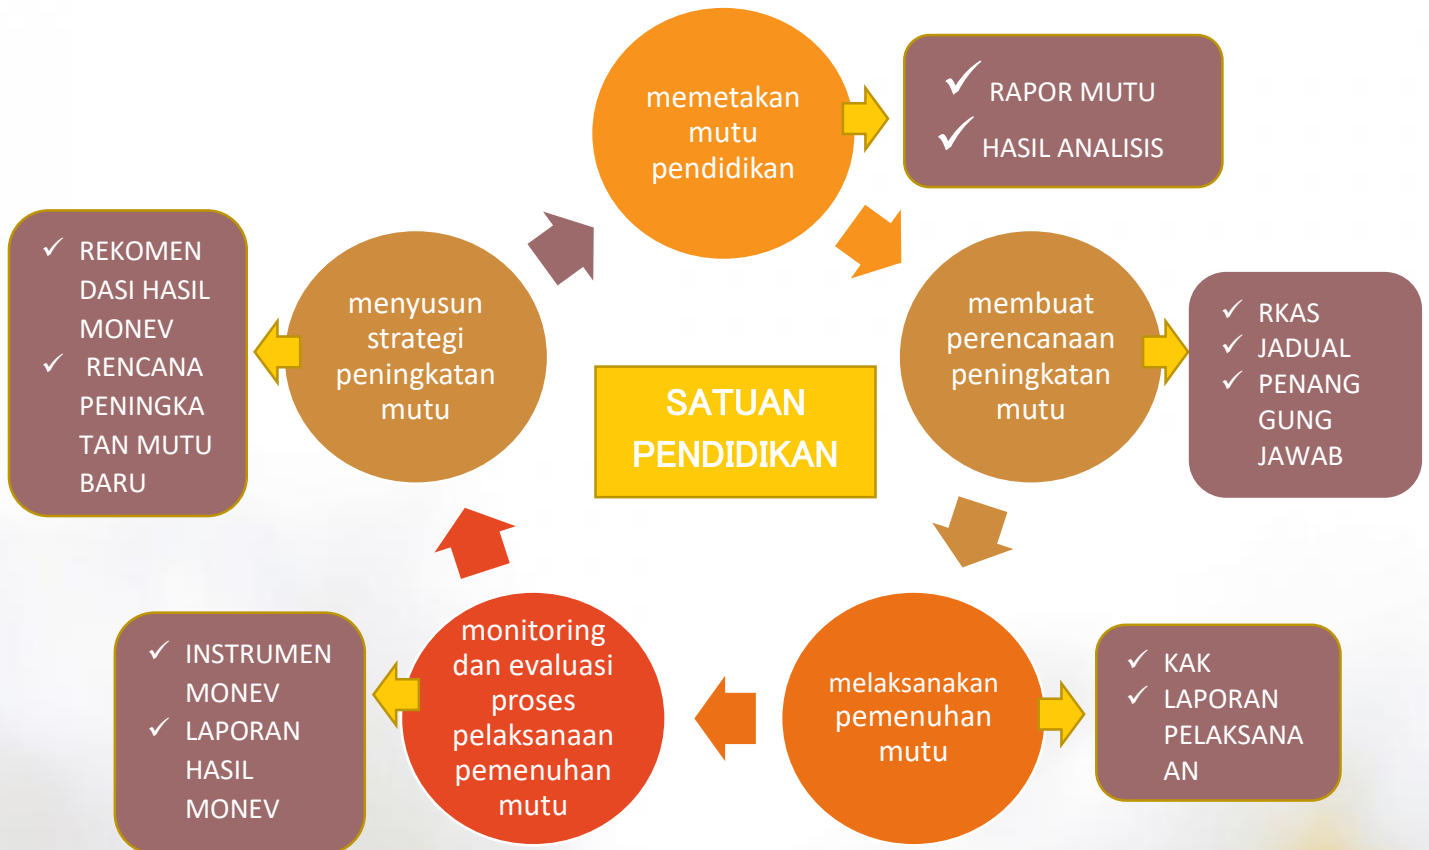 memetakan
mutu
pendidikan
✓ RAPOR MUTU
✓ HASIL ANALISIS
membuat
perencanaan
peningkatan
mutu
✓ RKAS
✓ JADUAL
✓ PENANG
GUNG
JAWAB
melaksanakan
pemenuhan
mutu
✓ KAK
✓ LAPORAN
PELAKSANA
AN
monitoring
dan evaluasi
proses
pelaksanaan
pemenuhan
mutu
✓ INSTRUMEN
MONEV
✓ LAPORAN
HASIL
MONEV
menyusun
strategi
peningkatan
mutu
✓ REKOMEN
DASI HASIL
MONEV
✓ RENCANA
PENINGKA
TAN MUTU
BARU
SATUAN
PENDIDIKAN